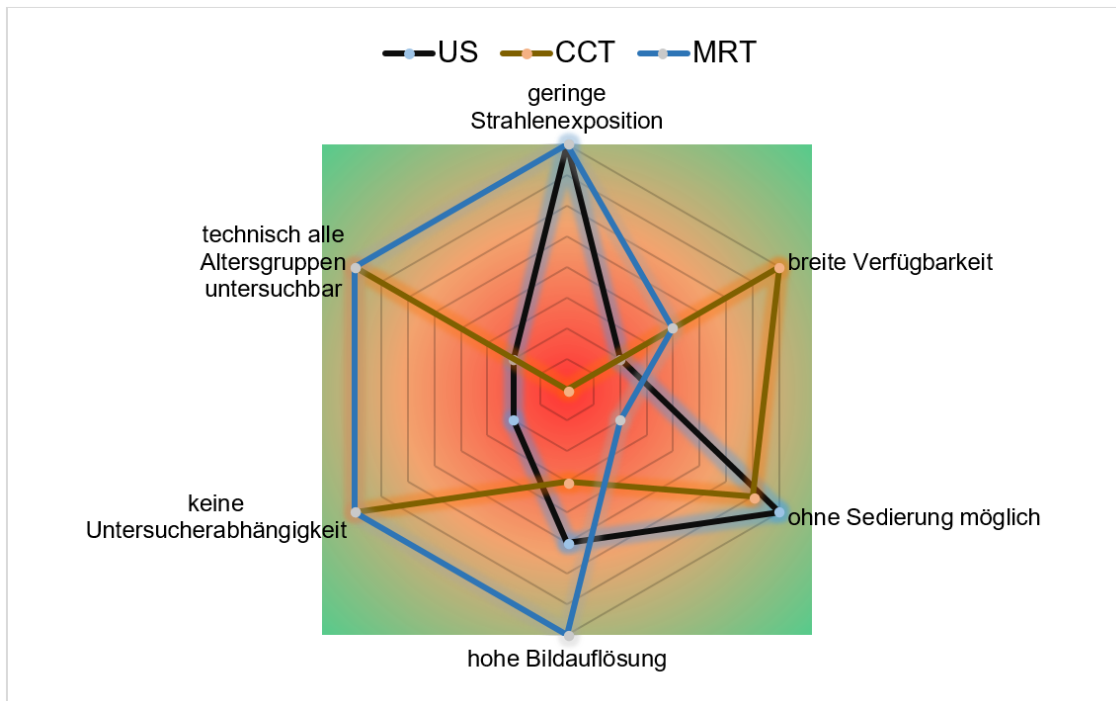 US CCT MRT
geringe
Strahlenexposition
technisch alle
Altersgruppen
untersuchbar
breite Verfügbarkeit
keine
Untersucherabhängigkeit
ohne Sedierung möglich
hohe Bildauflösung